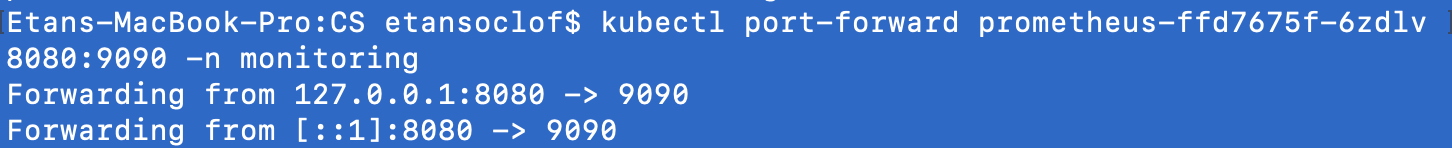 Etans-MacBook-Pro:CS etansoclof$ kubectl port-forward prometheus-ffd7675f-6zdlv
8080:9090 -n monitoring
Forwarding from 127.0.0.1:8080 -> 9090
Forwarding from [::1]:8080 -> 9090